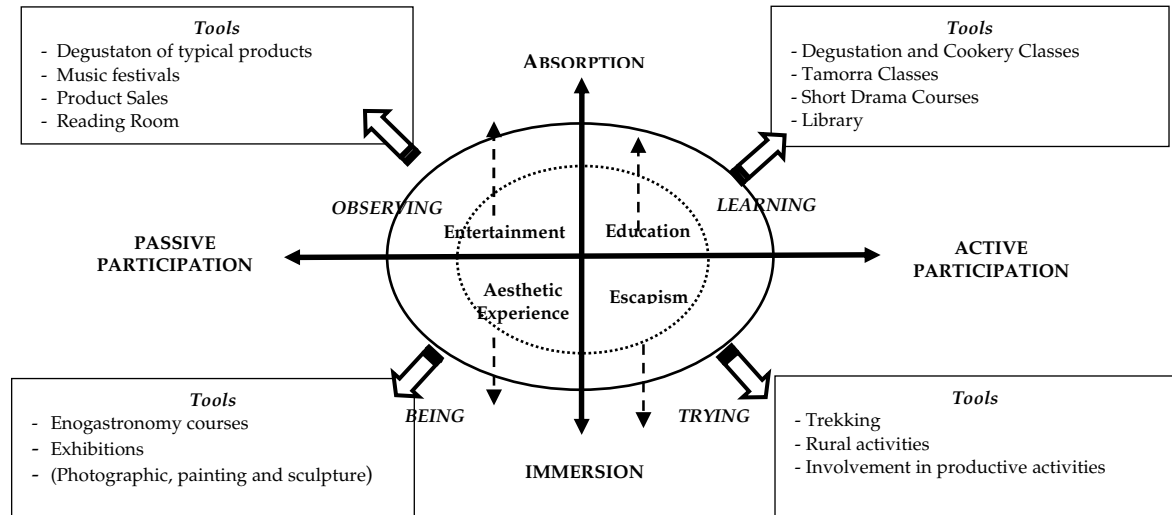 Tools
- Degustaton of typical products
- Music festivals
- Product Sales
- Reading Room
ABSORPTION
Tools
- Degustation and Cookery Classes
- Tamorra Classes
- Short Drama Courses
- Library
OBSERVING
LEARNING
Entertainment
Education
PASSIVE
PARTICIPATION
ACTIVE
PARTICIPATION
Aesthetic
Experience
Escapism
BEING
TRYING
Tools
- Enogastronomy courses
- Exhibitions
- (Photographic, painting and sculpture)
IMMERSION
Tools
- Trekking
- Rural activities
- Involvement in productive activities